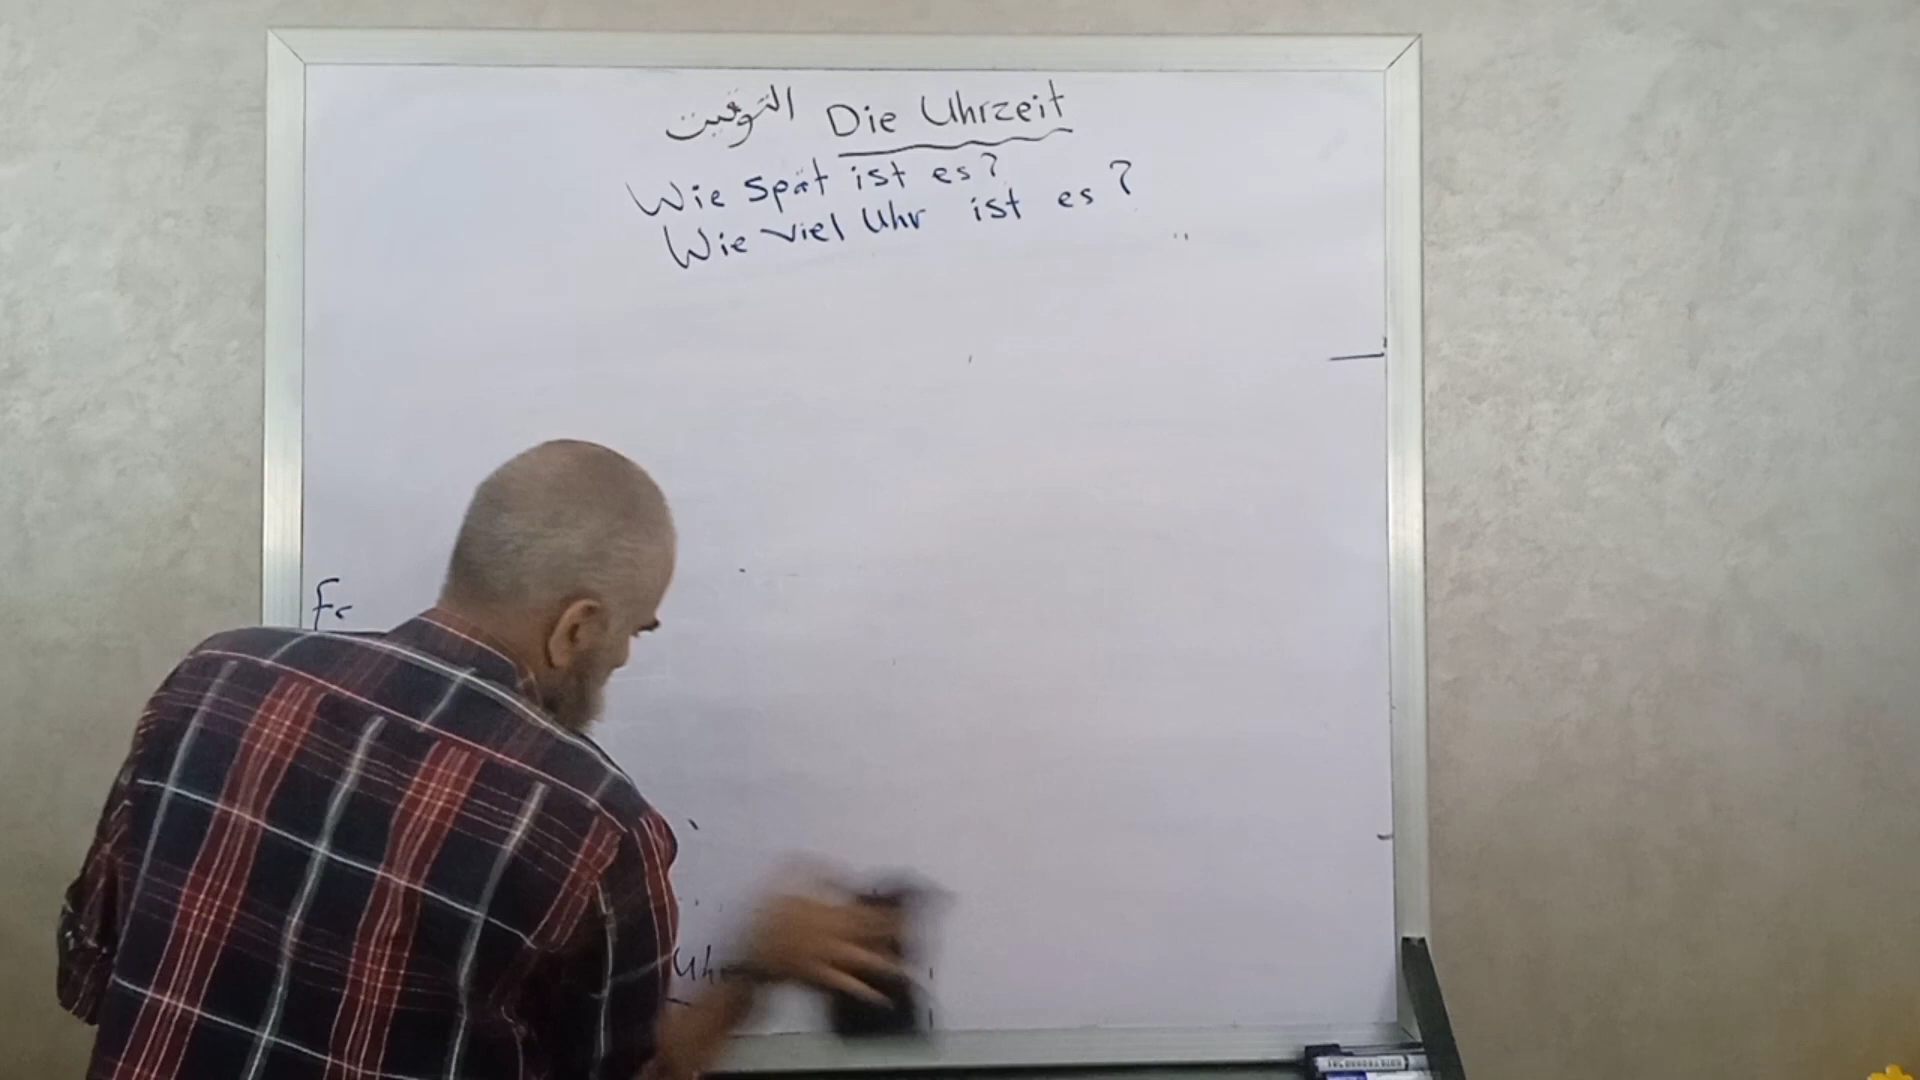 التوقيت Die Uhrzeit
Wie spät ist es?
Wie viel Uhr ist es?